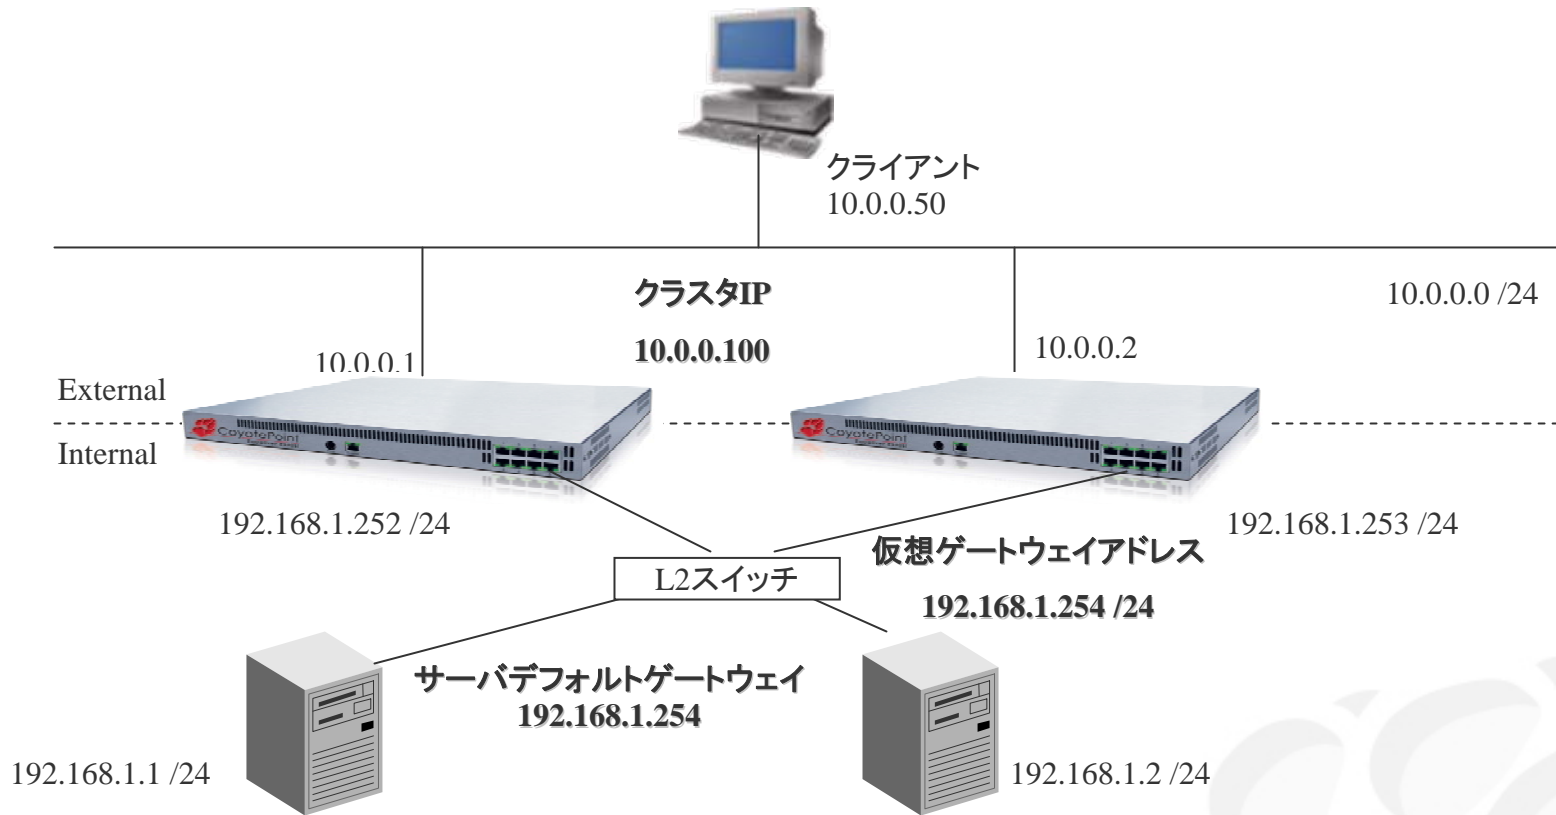 クライアント
10.0.0.50
クラスタIP
10.0.0.0 /24
10.0.0.1
10.0.0.100
10.0.0.2
External
CoyotePoint
CoyotePoint
Internal
192.168.1.252 /24
192.168.1.253 /24
仮想ゲートウェイアドレス
L2スイッチ
192.168.1.254 /24
サーバデフォルトゲートウェイ
192.168.1.254
192.168.1.1 /24
192.168.1.2 /24